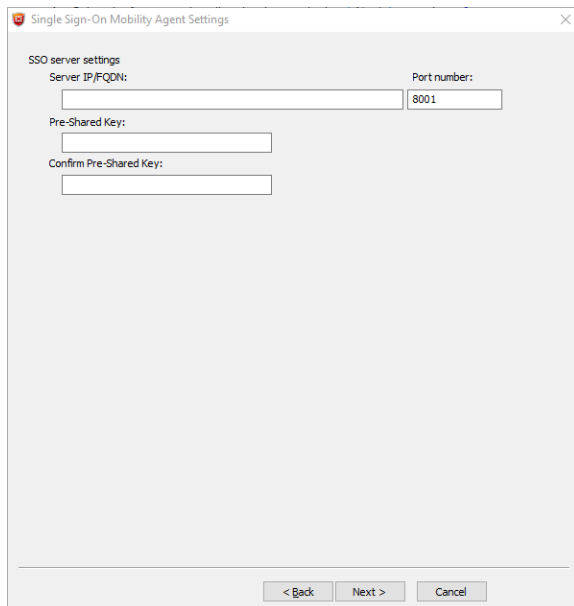 Single Sign-On Mobility Agent Settings
SSO server settings
Server IP/FQDN: Port number:
8001
Pre-Shared Key:
Confirm Pre-Shared Key:
< Back Next > Cancel